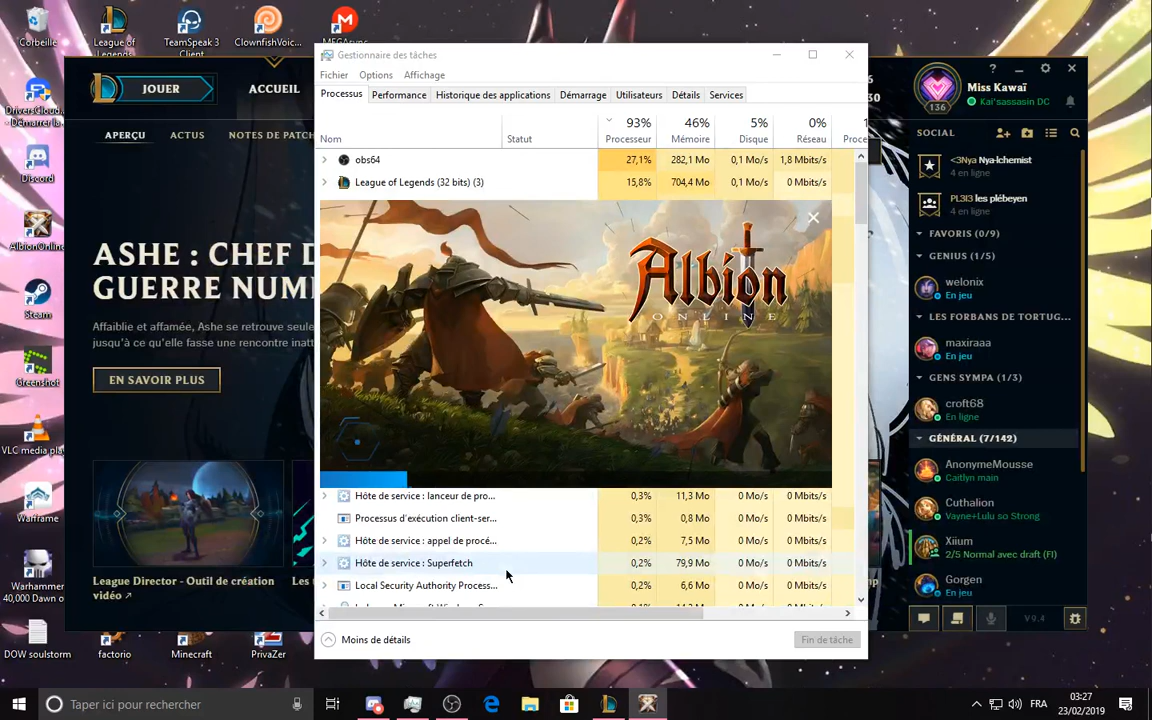 Corbeille
League of
Legends
TeamSpeak 3
Client
ClownfishVoic...
MEGAsync
DriversCloud...
Démarrer la...
Discord
AlbionOnline
Steam
Greenshot
VLC media pla
Warframe
Warhammer
40,000 Dawn o
DOW soulstorm
factorio
Minecraft
PrivaZer
JOUER
ACCUEIL
APERÇU
ACTUS
NOTES DE PATCH
ASHE : CHEF D
GUERRE NUM
Affaiblie et affamée, Ashe se retrouve seule
jusqu'à ce qu'elle fasse une rencontre inatt
EN SAVOIR PLUS
League Director - Outil de création
vidéo
Les
Gestionnaire des tâches
Fichier
Options
Affichage
Processus
Performance
Historique des applications
Démarrage
Utilisateurs
Détails
Services
93%
46%
5%
0%
1
Nom
Statut
Processeur
Mémoire
Disque
Réseau
Proce
obs64
27,1%
282,1 Mo
0,1 Mo/s
1,8 Mbits/s
League of Legends (32 bits) (3)
15,8%
704,4 Mo
0,1 Mo/s
0 Mbits/s
Albion
ONLINE
Hôte de service : lanceur de pro...
0,3%
11,3 Mo
0 Mo/s
0 Mbits/s
Processus d'exécution client-ser...
0,3%
0,8 Mo
0 Mo/s
0 Mbits/s
Hôte de service : appel de procé...
0,2%
7,5 Mo
0 Mo/s
0 Mbits/s
Hôte de service : Superfetch
0,2%
79,9 Mo
0 Mo/s
0 Mbits/s
Local Security Authority Process...
0,2%
6,6 Mo
0 Mo/s
0 Mbits/s
Moins de détails
Fin de tâche
6
30
Miss Kawaï
136
Kai'sassasin DC
SOCIAL
<3Nya Nya-lchemist
4 en ligne
PL3I3 les plébeyen
4 en ligne
FAVORIS (0/9)
GENIUS (1/5)
welonix
En jeu
LES FORBANS DE TORTUG...
maxiraaa
En jeu
GENS SYMPA (1/3)
croft68
En ligne
GÉNÉRAL (7/142)
AnonymeMousse
Caitlyn main
Cuthalion
Vayne+Lulu so Strong
Xiium
2/5 Normal avec draft (FI)
Gorgen
En jeu
V9.4
Taper ici pour rechercher
FRA
03:27
23/02/2019